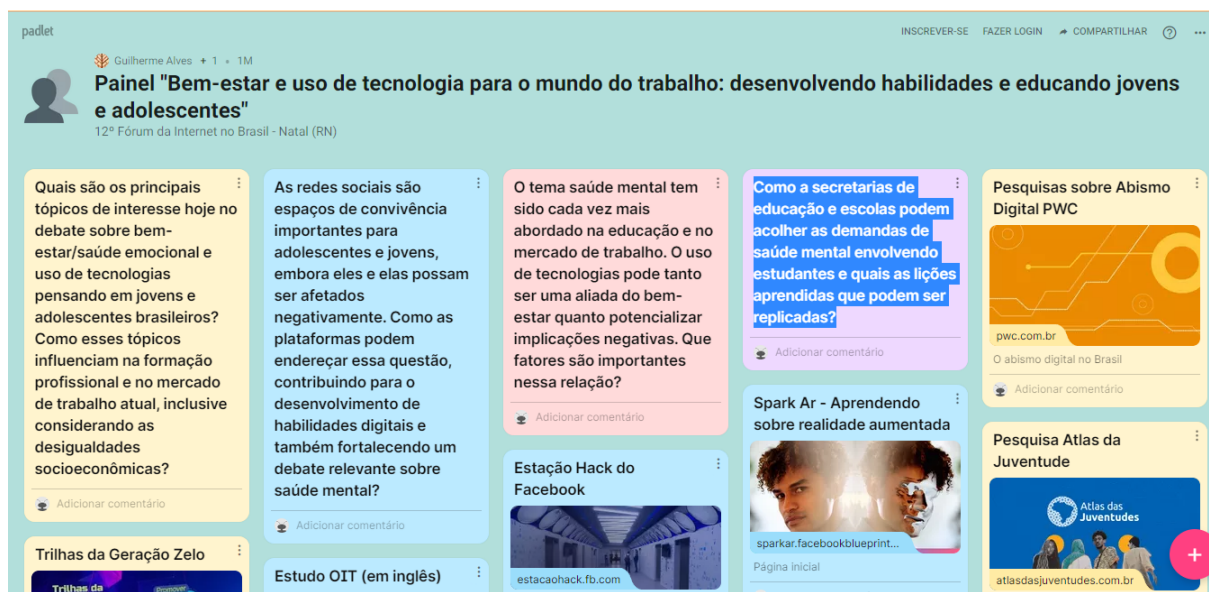 padlet
INSCREVER-SE FAZER LOGIN COMPARTILHAR ? ...
Guilherme Alves + 1 • 1M
Painel "Bem-estar e uso de tecnologia para o mundo do trabalho: desenvolvendo habilidades e educando jovens
e adolescentes"
12º Fórum da Internet no Brasil - Natal (RN)
Quais são os principais
tópicos de interesse hoje no
debate sobre bem-
estar/saúde emocional e
uso de tecnologias
pensando em jovens e
adolescentes brasileiros?
Como esses tópicos
influenciam na formação
profissional e no mercado
de trabalho atual, inclusive
considerando as
desigualdades
socioeconômicas?
Adicionar comentário
Trilhas da Geração Zelo
Trilhas da
Promover
As redes sociais são
espaços de convivência
importantes para
adolescentes e jovens,
embora eles e elas possam
ser afetados
negativamente. Como as
plataformas podem
endereçar essa questão,
contribuindo para o
desenvolvimento de
habilidades digitais e
também fortalecendo um
debate relevante sobre
saúde mental?
Adicionar comentário
Estudo OIT (em inglês)
O tema saúde mental tem
sido cada vez mais
abordado na educação e no
mercado de trabalho. O uso
de tecnologias pode tanto
ser uma aliada do bem-
estar quanto potencializar
implicações negativas. Que
fatores são importantes
nessa relação?
Adicionar comentário
Estação Hack do
Facebook
estacaohack.fb.com
Como a secretarias de
educação e escolas podem
acolher as demandas de
saúde mental envolvendo
estudantes e quais as lições
aprendidas que podem ser
replicadas?
Adicionar comentário
Spark Ar - Aprendendo
sobre realidade aumentada
sparkar.facebookblueprint...
Página inicial
Pesquisas sobre Abismo
Digital PWC
pwc.com.br
O abismo digital no Brasil
Adicionar comentário
Pesquisa Atlas da
Juventude
Atlas das
Juventudes
atlasdasjuventudes.com.br
+